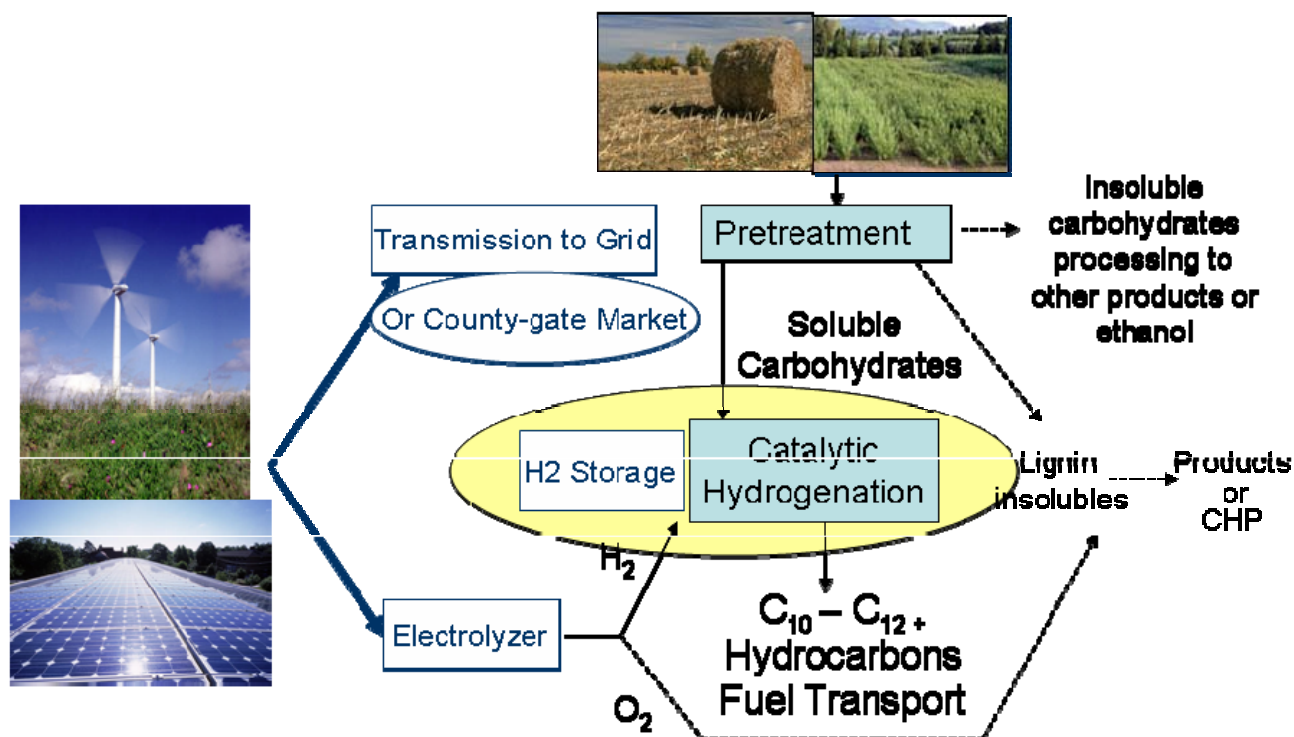 Transmission to Grid
Or County-gate Market
Pretreatment
Insoluble
carbohydrates
processing to
other products or
ethanol
Soluble
Carbohydrates
H2 Storage
Catalytic
Hydrogenation
Lignin
insolubles
Products
or
CHP
H₂
Electrolyzer
O₂
C₁₀ – C₁₂ ₊
Hydrocarbons
Fuel Transport